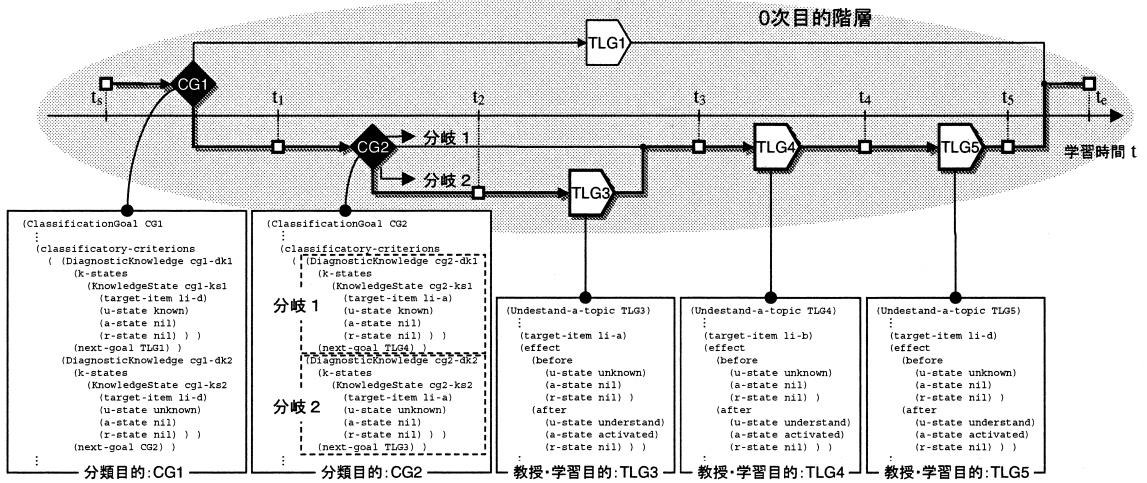 0次目的階層
TLG1
CG1
ts
t1
t2
t3
t4
t5
te
CG2
分岐 1
分岐 2
TLG3
TLG4
TLG5
学習時間 t
(ClassificationGoal CG1
:
(classificatory-criterions
( (DiagnosticKnowledge cg1-dk1
(k-states
(KnowledgeState cg1-ks1
(target-item li-d)
(u-state known)
(a-state nil)
(r-state nil) ) )
(next-goal TLG1) )
(DiagnosticKnowledge cg1-dk2
(k-states
(KnowledgeState cg1-ks2
(target-item li-d)
(u-state unknown)
(a-state nil)
(r-state nil) ) )
(next-goal CG2) )
:
分類目的:CG1
(ClassificationGoal CG2
:
(classificatory-criterions
( (DiagnosticKnowledge cg2-dk1
(k-states
(KnowledgeState cg2-ks1
(target-item li-a)
(u-state known)
(a-state nil)
(r-state nil) ) )
(next-goal TLG4) )
分岐 1
(DiagnosticKnowledge cg2-dk2
(k-states
(KnowledgeState cg2-ks2
(target-item li-a)
(u-state unknown)
(a-state nil)
(r-state nil) ) )
(next-goal TLG3) )
分岐 2
:
分類目的:CG2
(Undestand-a-topic TLG3)
:
(target-item li-a)
(effect
(before
(u-state unknown)
(a-state nil)
(r-state nil) )
(after
(u-state understand)
(a-state activated)
(r-state nil) ) )
:
教授・学習目的:TLG3
(Undestand-a-topic TLG4)
:
(target-item li-b)
(effect
(before
(u-state unknown)
(a-state nil)
(r-state nil) )
(after
(u-state understand)
(a-state activated)
(r-state nil) ) )
:
教授・学習目的:TLG4
(Undestand-a-topic TLG5)
:
(target-item li-d)
(effect
(before
(u-state unknown)
(a-state nil)
(r-state nil) )
(after
(u-state understand)
(a-state activated)
(r-state nil) ) )
:
教授・学習目的:TLG5